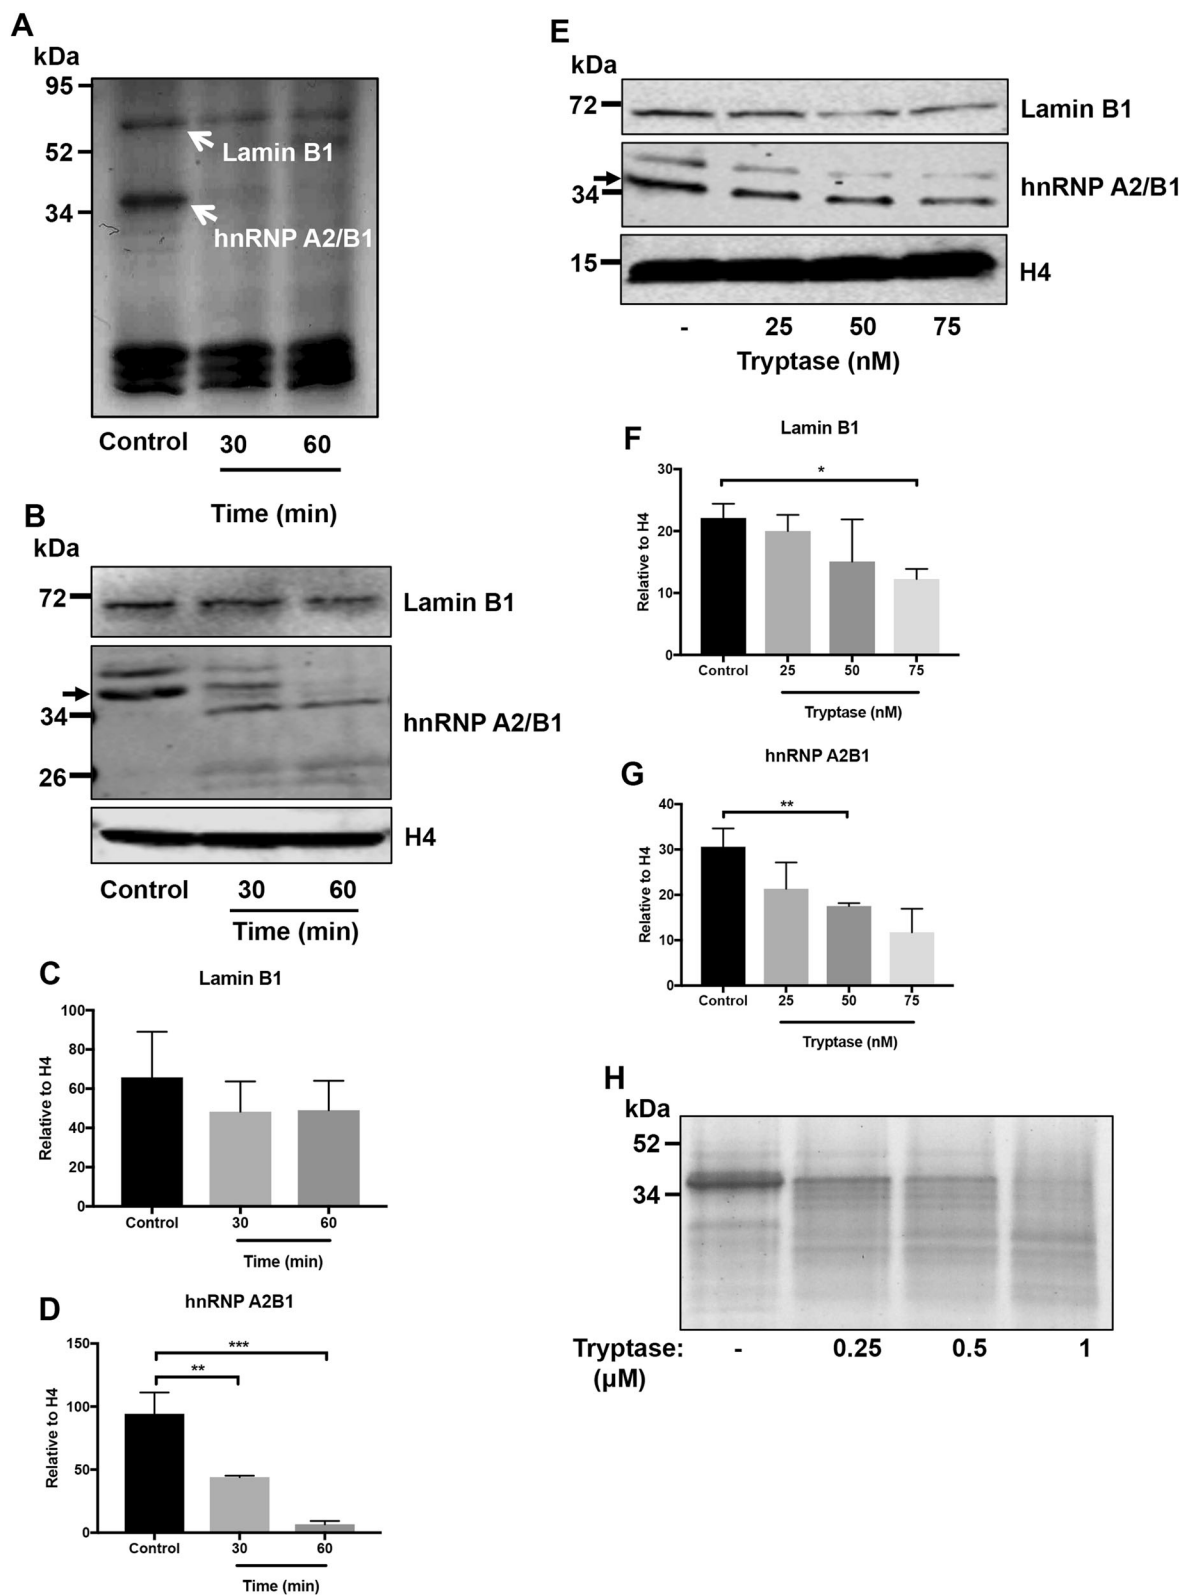 A
kDa
95
52
34
Lamin B1
hnRNP A2/B1
Control 30 60
Time (min)
B
kDa
72
34
26
Lamin B1
hnRNP A2/B1
H4
Control 30 60
Time (min)
C
Lamin B1
Relative to H4
100
80
60
40
20
0
Control 30 60
Time (min)
D
hnRNP A2B1
Relative to H4
150
100
50
0
***
**
Control 30 60
Time (min)
E
kDa
72
34
15
Lamin B1
hnRNP A2/B1
H4
- 25 50 75
Tryptase (nM)
F
Lamin B1
Relative to H4
30
20
10
0
*
Control 25 50 75
Tryptase (nM)
G
hnRNP A2B1
Relative to H4
40
30
20
10
0
**
Control 25 50 75
Tryptase (nM)
H
kDa
52
34
Tryptase: - 0.25 0.5 1
(µM)